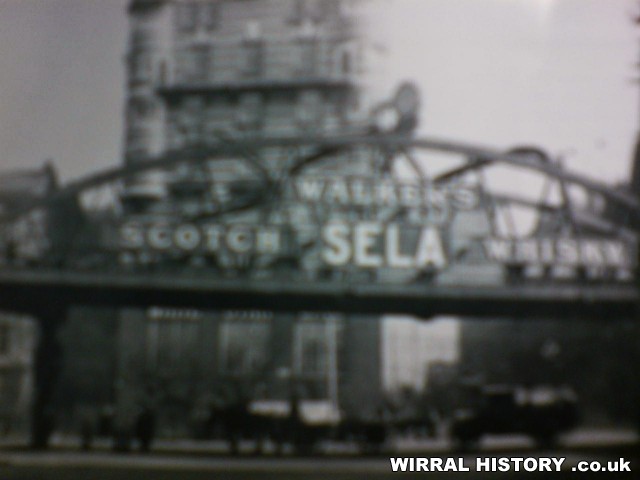 WALKER'S
SCOTCH SELA WHISKY
WIRRAL HISTORY .co.uk